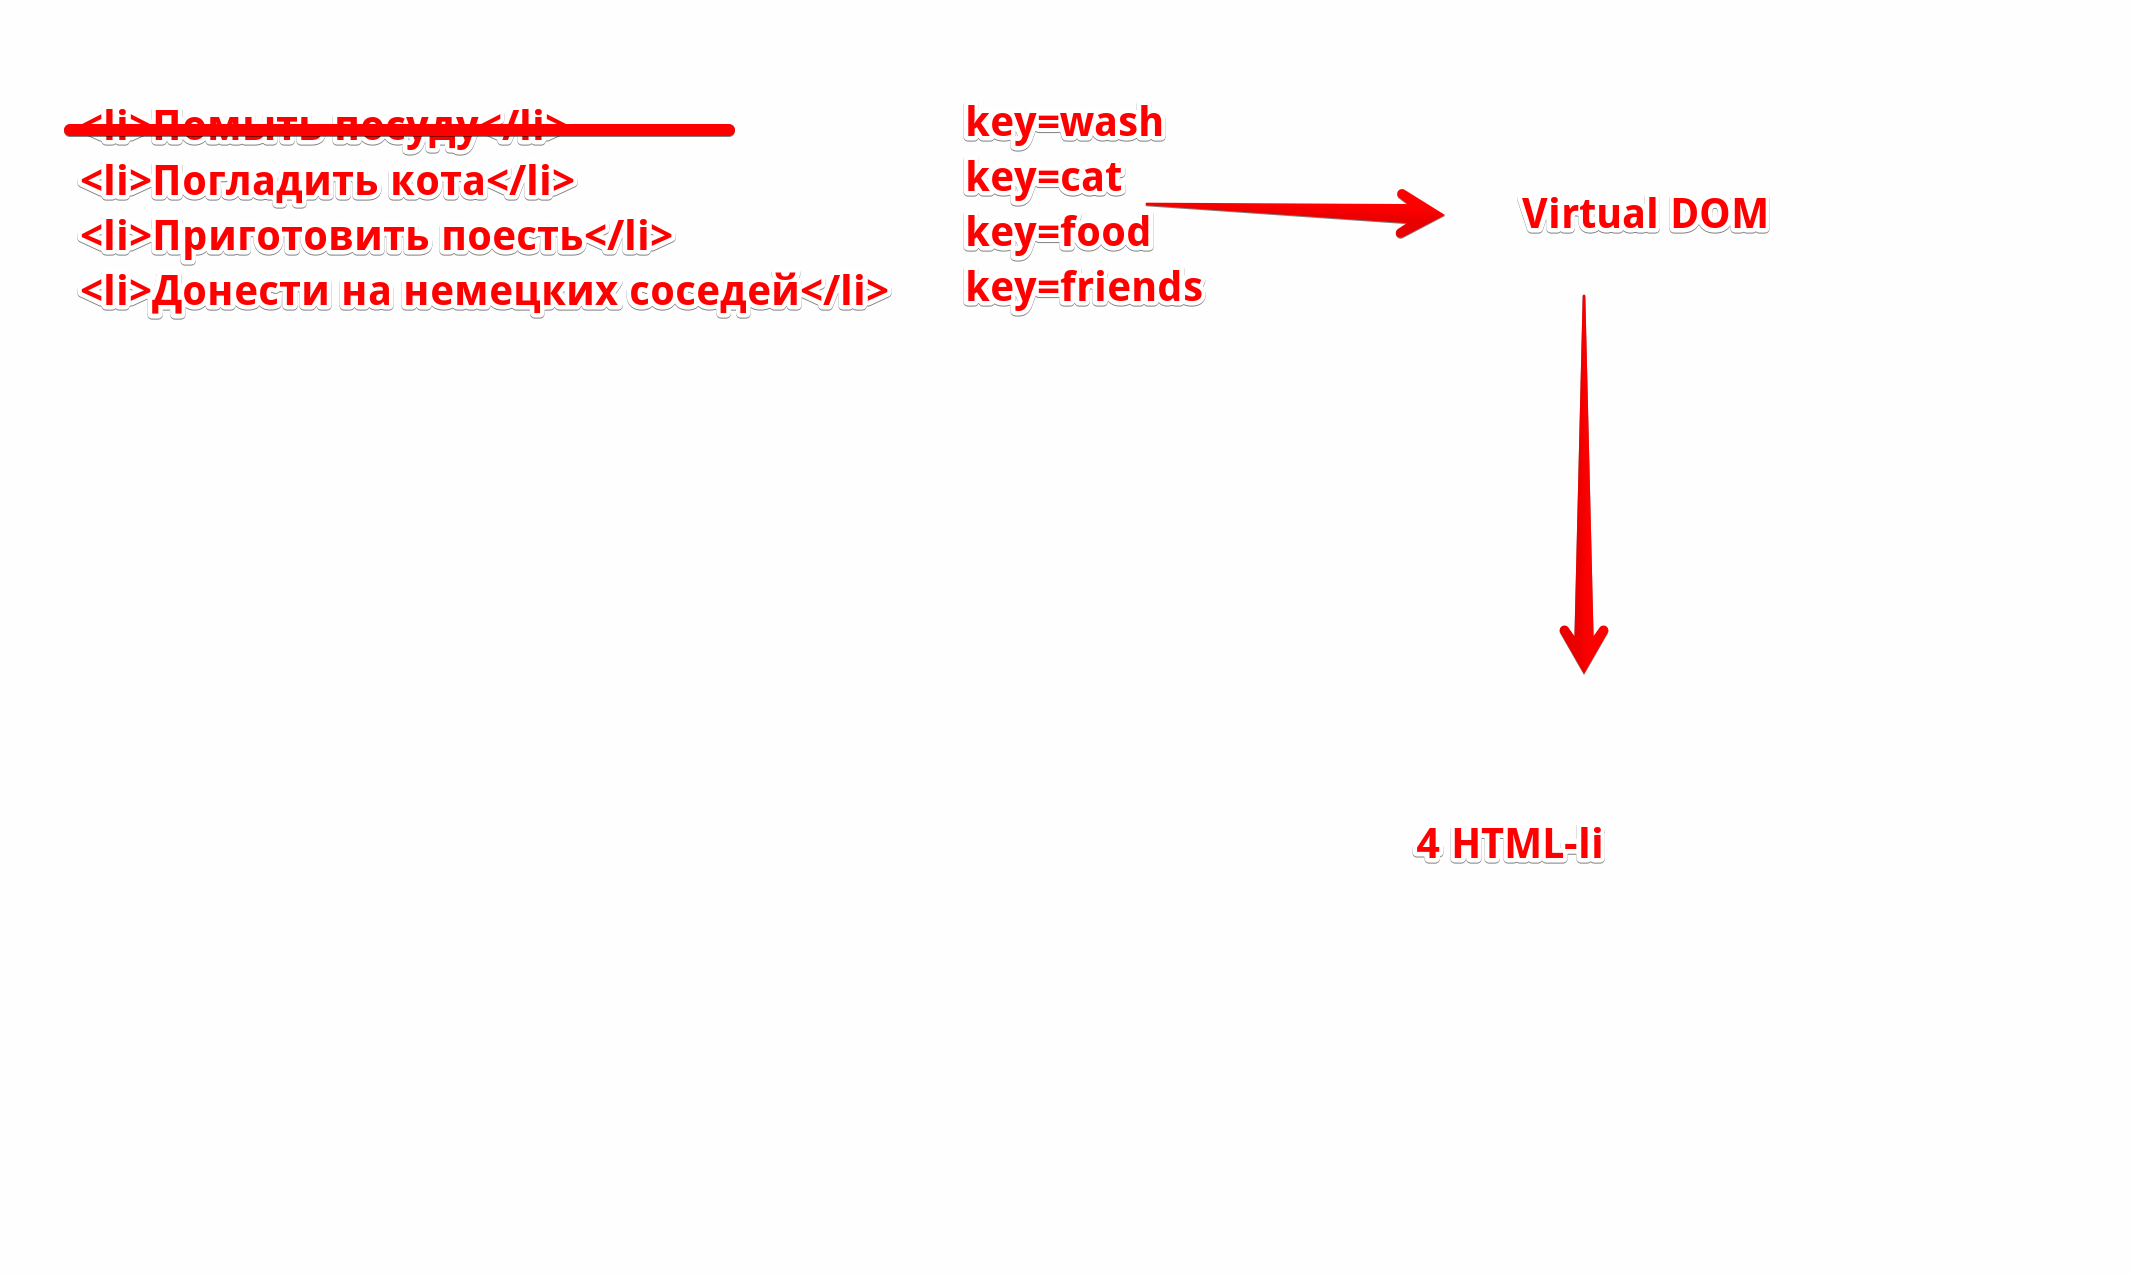 <li>Помыть посуду</li>
<li>Погладить кота</li>
<li>Приготовить поесть</li>
<li>Донести на немецких соседей</li>
key=wash
key=cat
key=food
key=friends
Virtual DOM
4 HTML-li